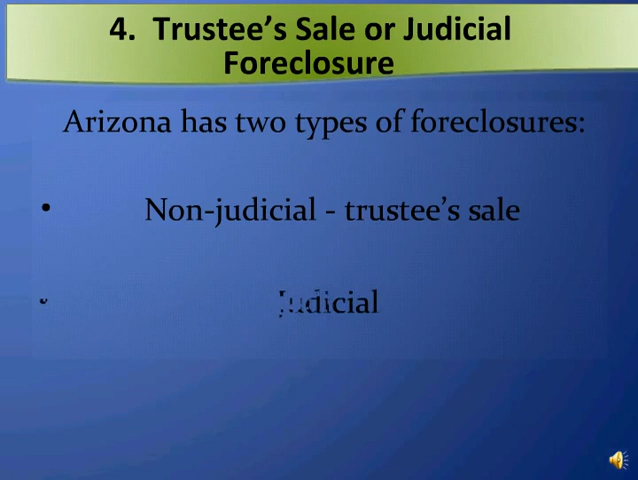 4. Trustee’s Sale or Judicial
Foreclosure
Arizona has two types of foreclosures:
• Non-judicial - trustee’s sale
• Judicial